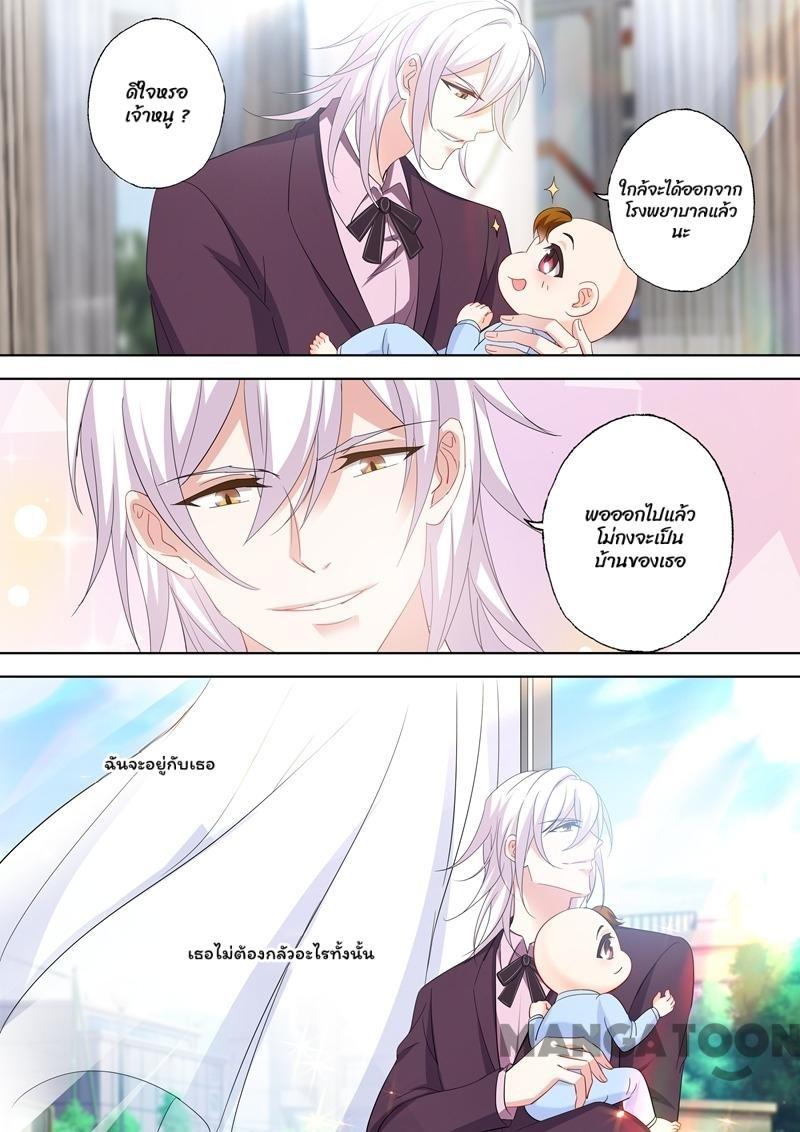 ดีใจหรอ
เจ้าหนู ?
ใกล้จะได้ออกจาก
โรงพยาบาลแล้ว
นะ
พอออกไปแล้ว
โม่กงจะเป็น
บ้านของเธอ
ฉันจะอยู่กับเธอ
เธอไม่ต้องกลัวอะไรทั้งนั้น
MANGATOON